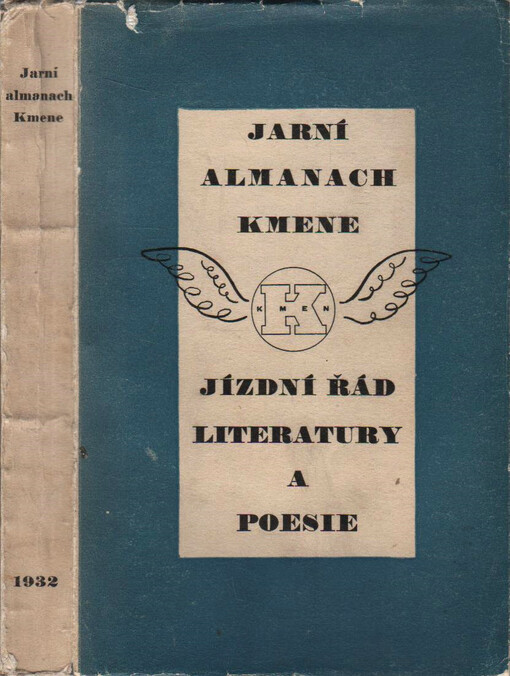 Jarní
almanach
Kmene
1932
JARNÍ
ALMANACH
KMENE
K
KMEN
JÍZDNÍ ŘÁD
LITERATURY
A
POESIE